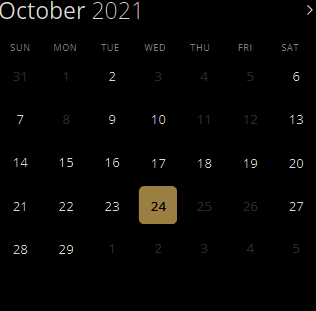 October 2021
SUN MON TUE WED THU FRI SAT
31 1 2 3 4 5 6
7 8 9 10 11 12 13
14 15 16 17 18 19 20
21 22 23 24 25 26 27
28 29 1 2 3 4 5